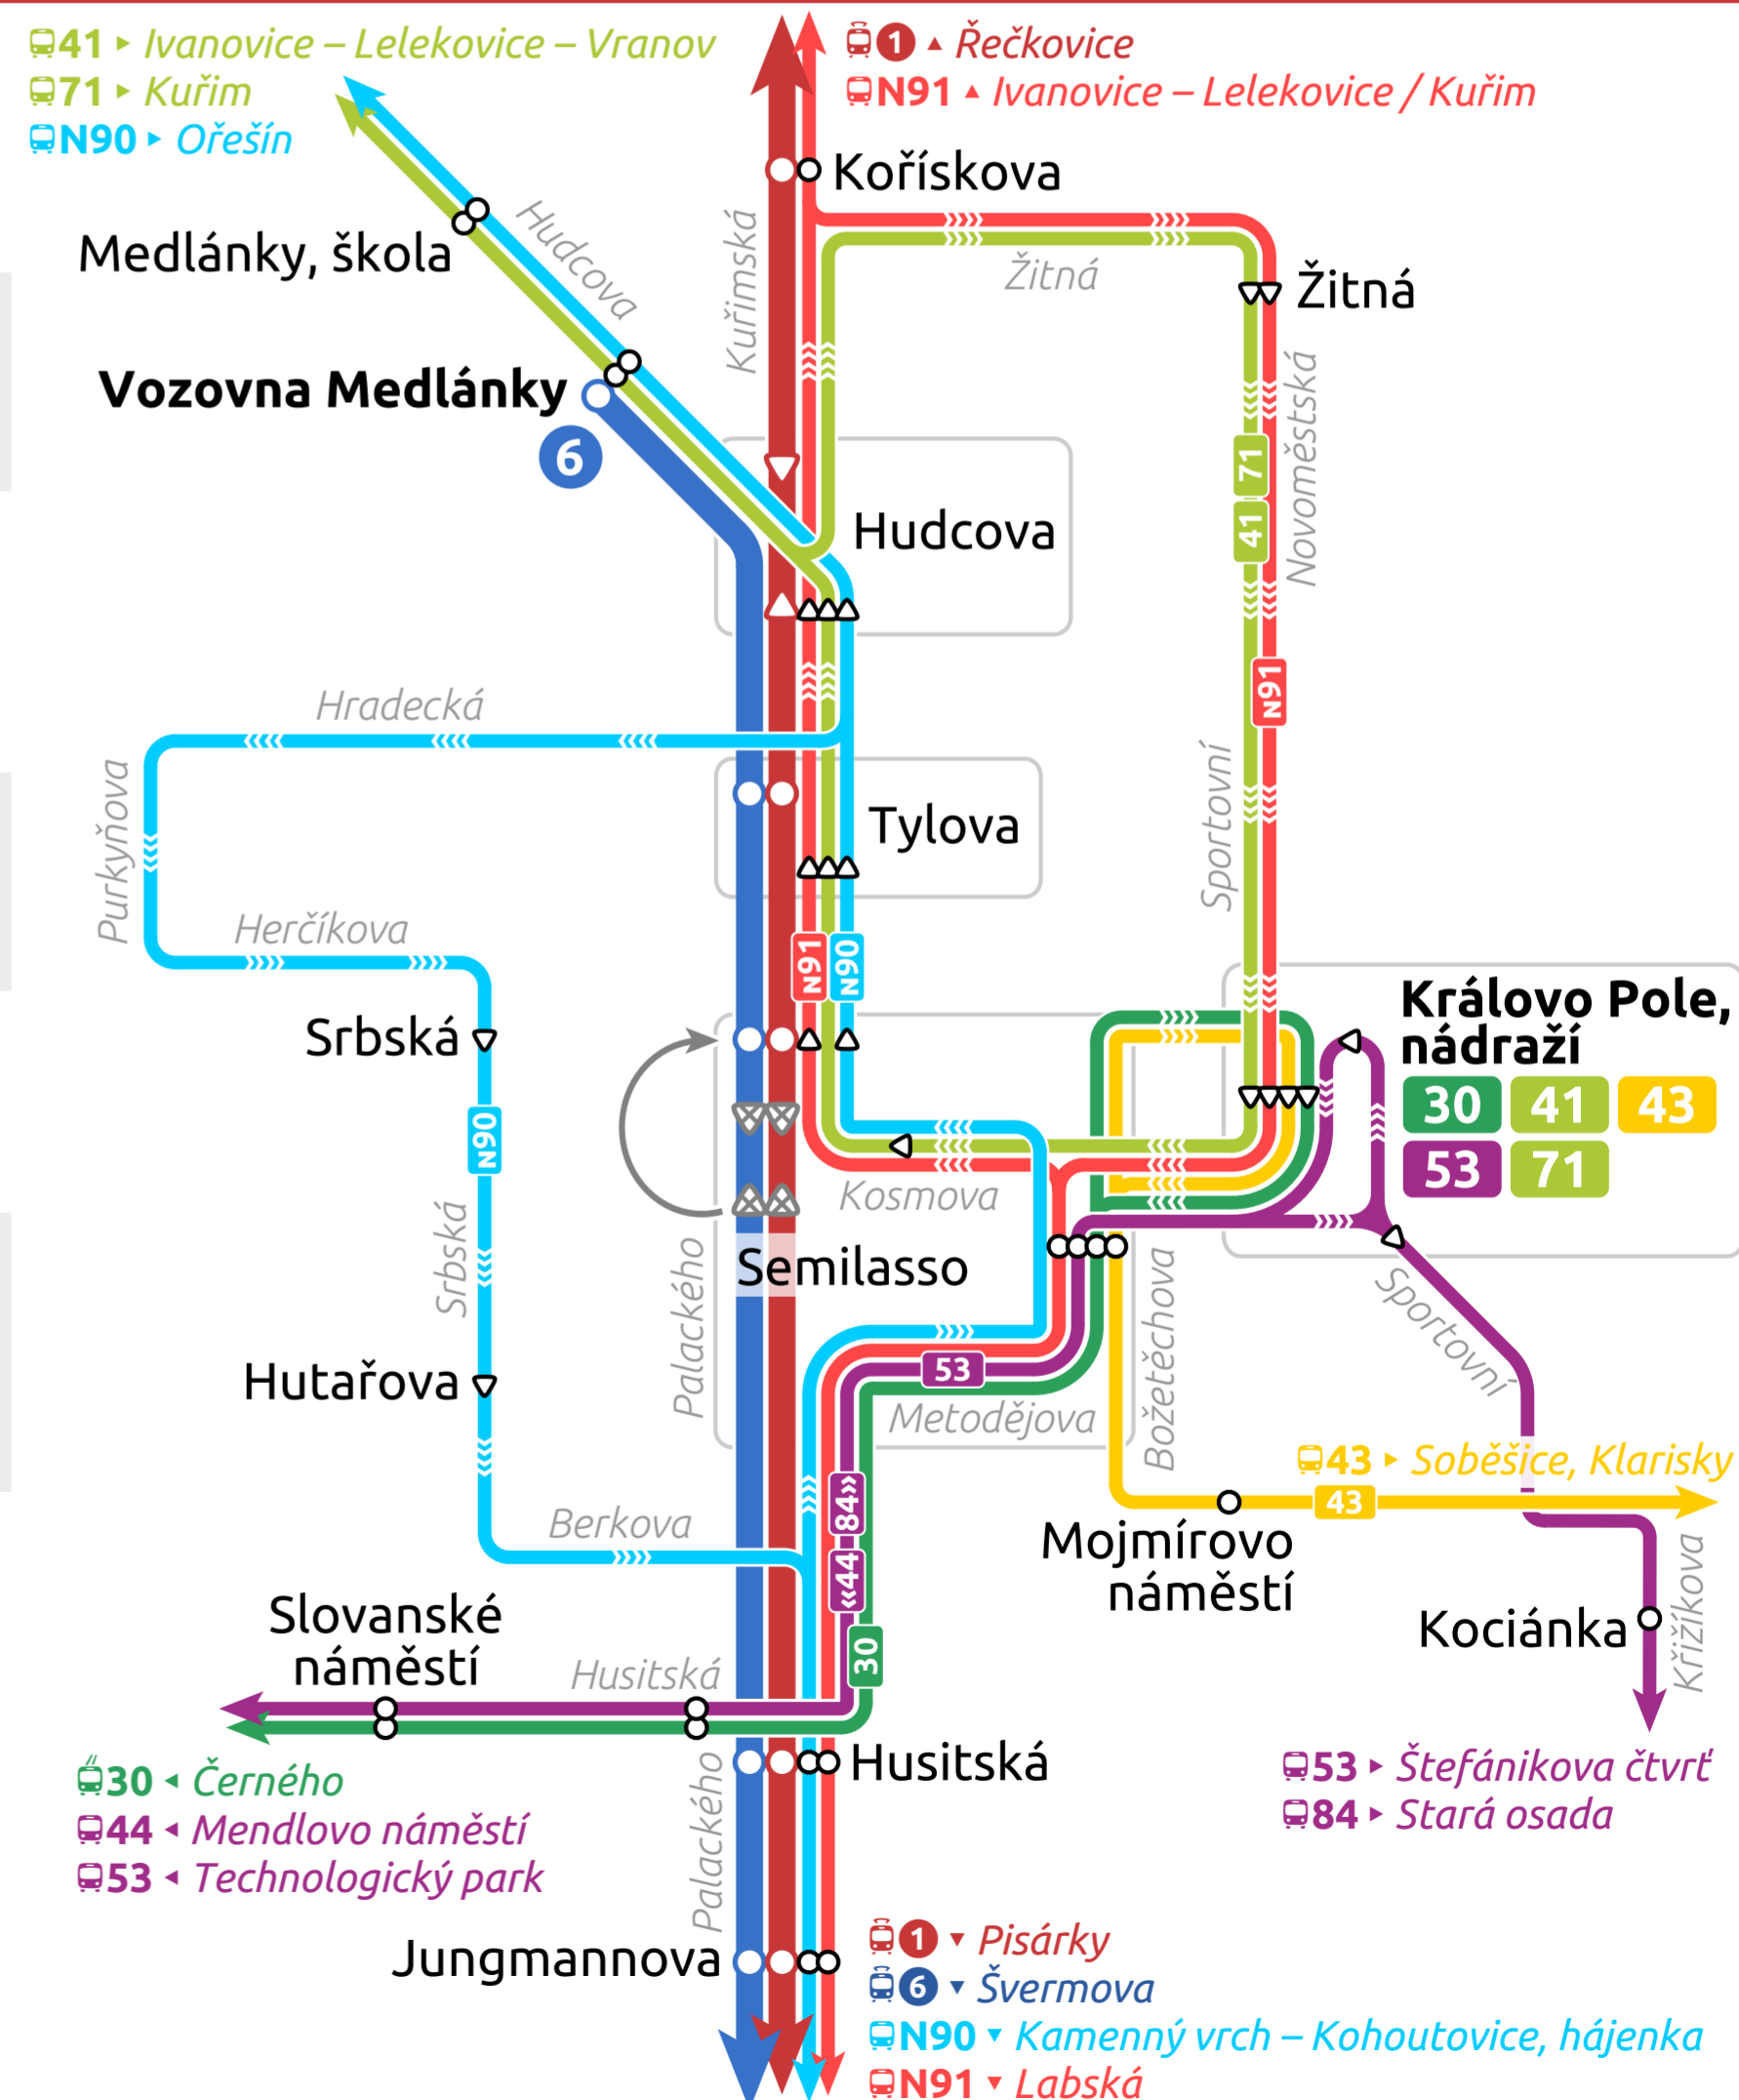 41 ▸ Ivanovice – Lelekovice – Vranov
71 ▸ Kuřim
N90 ▸ Ořešín
1 ▴ Řečkovice
N91 ▴ Ivanovice – Lelekovice / Kuřim
Kořískova
Medlánky, škola
Hudcova
Kuřimská
Žitná
Žitná
Vozovna Medlánky
6
Novoměstská
71
41
Hudcova
N91
Hradecká
Tylova
Purkyňova
Sportovní
Herčíkova
N91
N90
Srbská
Královo Pole,
nádraží
30 41 43
53 71
N90
Kosmova
Srbská
Palackého
Semilasso
Božetěchova
Sportovní
Hutařova
53
Metodějova
43 ▸ Soběšice, Klarisky
43
84»
«44
Berkova
Mojmírovo
náměstí
Kociánka
Křižíkova
Slovanské
náměstí
Husitská
30
Husitská
30 ◂ Černého
44 ◂ Mendlovo náměstí
53 ◂ Technologický park
53 ▸ Štefánikova čtvrť
84 ▸ Stará osada
Palackého
Jungmannova
1 ▾ Pisárky
6 ▾ Švermova
N90 ▾ Kamenný vrch – Kohoutovice, hájenka
N91 ▾ Labská